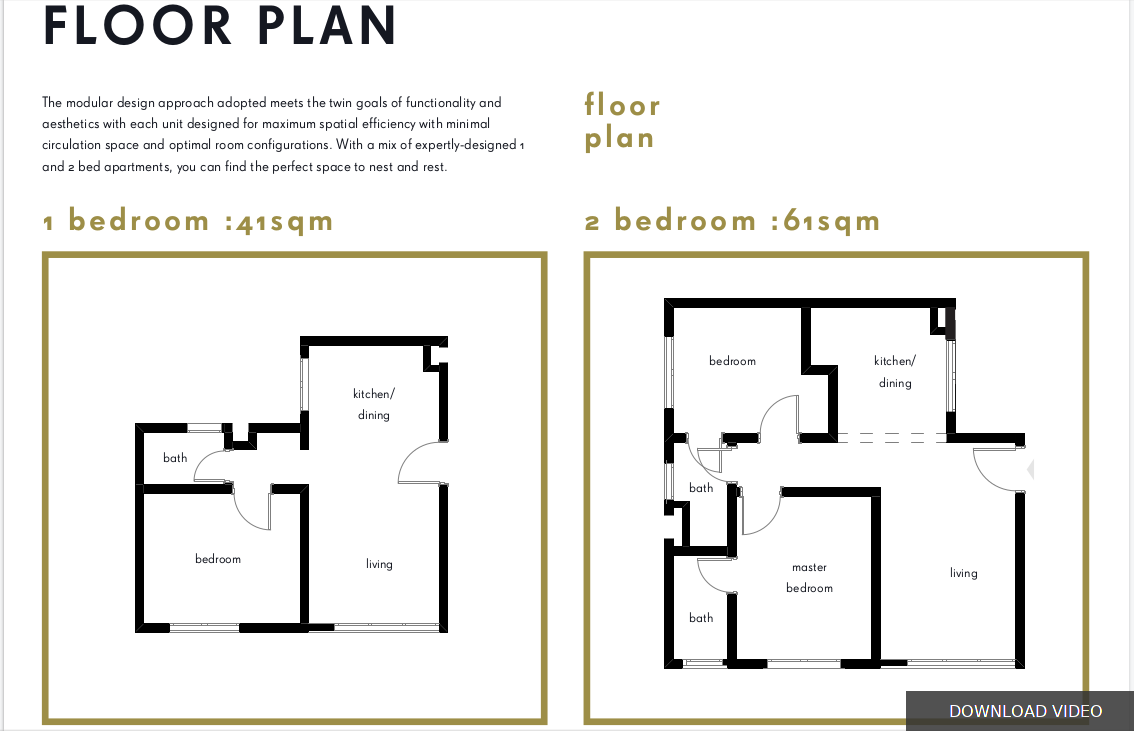 FLOOR PLAN
The modular design approach adopted meets the twin goals of functionality and
aesthetics with each unit designed for maximum spatial efficiency with minimal
circulation space and optimal room configurations. With a mix of expertly-designed 1
and 2 bed apartments, you can find the perfect space to nest and rest.
floor
plan
1 bedroom :41sqm
kitchen/
dining
bath
bedroom
living
2 bedroom :61sqm
bedroom
kitchen/
dining
bath
master
bedroom
living
bath
DOWNLOAD VIDEO